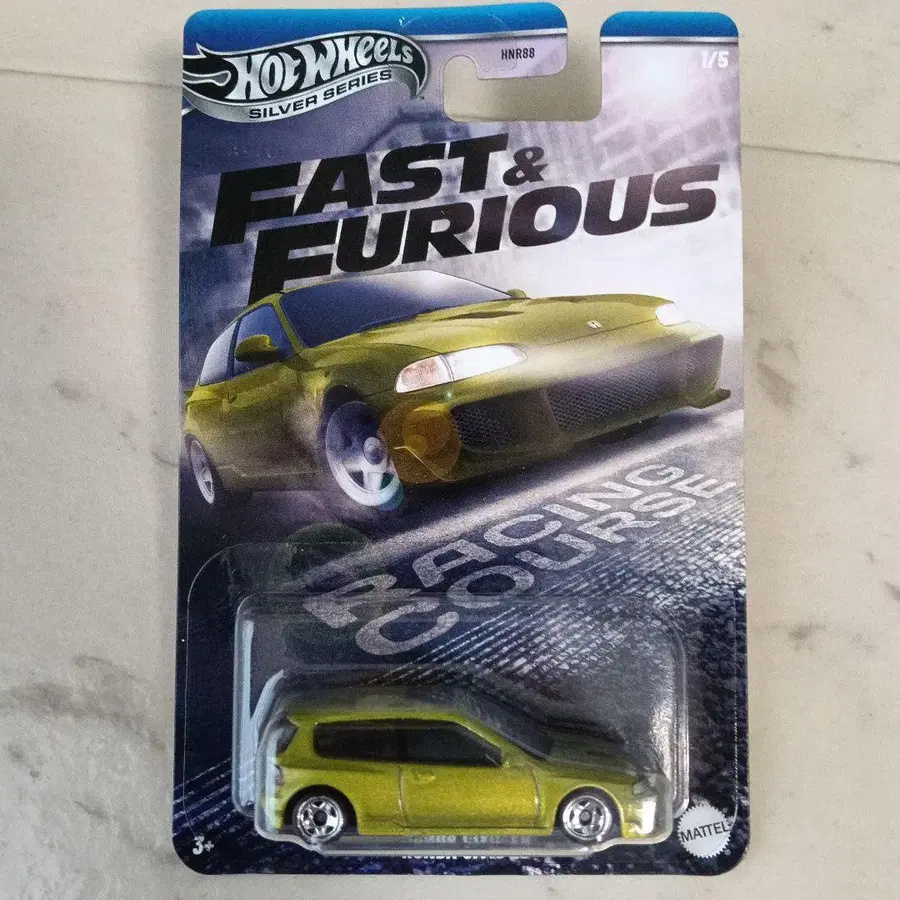 HOT WHEELS
SILVER SERIES
HNR88
1/5
FAST &
FURIOUS
RACING
COURSE
3+
MATTEL